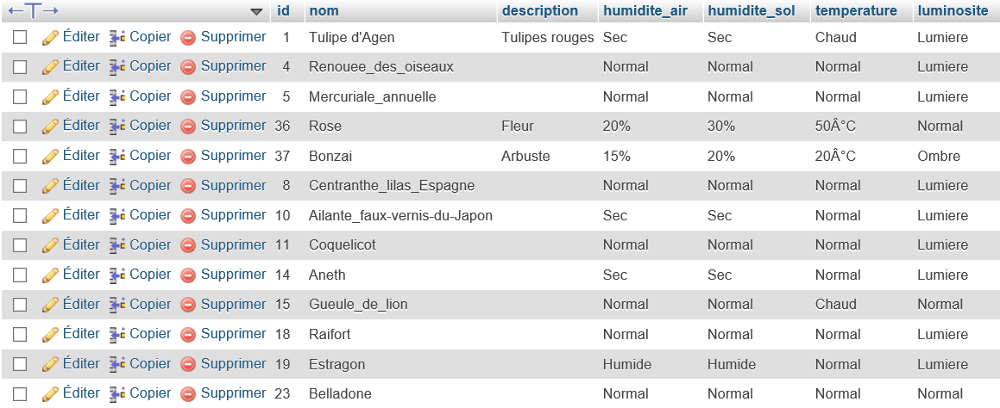 id nom description humidite_air humidite_sol temperature luminosite
Éditer Copier Supprimer 1 Tulipe d'Agen Tulipes rouges Sec Sec Chaud Lumiere
Éditer Copier Supprimer 4 Renouee_des_oiseaux Normal Normal Normal Lumiere
Éditer Copier Supprimer 5 Mercuriale_annuelle Normal Normal Normal Lumiere
Éditer Copier Supprimer 36 Rose Fleur 20% 30% 50Â°C Normal
Éditer Copier Supprimer 37 Bonzai Arbuste 15% 20% 20Â°C Ombre
Éditer Copier Supprimer 8 Centranthe_lilas_Espagne Normal Normal Normal Lumiere
Éditer Copier Supprimer 10 Ailante_faux-vernis-du-Japon Sec Sec Normal Lumiere
Éditer Copier Supprimer 11 Coquelicot Normal Normal Normal Lumiere
Éditer Copier Supprimer 14 Aneth Sec Sec Normal Lumiere
Éditer Copier Supprimer 15 Gueule_de_lion Normal Normal Chaud Normal
Éditer Copier Supprimer 18 Raifort Normal Normal Normal Lumiere
Éditer Copier Supprimer 19 Estragon Humide Humide Normal Lumiere
Éditer Copier Supprimer 23 Belladone Normal Normal Normal Normal